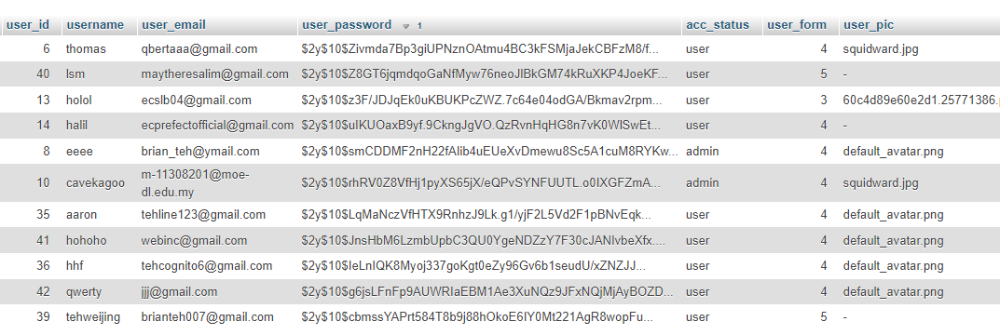 user_id username user_email user_password 1 acc_status user_form user_pic
6 thomas qbertaaa@gmail.com $2y$10$Zivmda7Bp3giUPNznOAtmu4BC3kFSMjaJekCBFzM8/f... user 4 squidward.jpg
40 lsm maytheresalim@gmail.com $2y$10$Z8GT6jqmdqoGaNfMyw76neoJlBkGM74kRuXKP4JoeKF... user 5 -
13 holol ecslb04@gmail.com $2y$10$z3F/JDJqEk0uKBUKPcZWZ.7c64e04odGA/Bkmav2rpm... user 3 60c4d89e60e2d1.25771386.
14 halil ecprefectofficial@gmail.com $2y$10$ulKUOaxB9yf.9CkngJgVO.QzRvnHqHG8n7vK0WlSwEt... user 4 -
8 eeee brian_teh@ymail.com $2y$10$smCDDMF2nH22fAlib4uEUeXvDmewu8Sc5A1cuM8RYKw... admin 4 default_avatar.png
10 cavekagoo m-11308201@moe-
dl.edu.my $2y$10$rhRV0Z8VfHj1pyXS65jX/eQPvSYNFUUTL.o0IXGFZmA... admin 4 squidward.jpg
35 aaron tehline123@gmail.com $2y$10$LqMaNczVfHTX9RnhzJ9Lk.g1/yjF2L5Vd2F1pBNvEqk... user 4 default_avatar.png
41 hohoho webinc@gmail.com $2y$10$JnsHbM6LzmbUpbC3QU0YgeNDZzY7F30cJANlvbeXfx.... user 4 default_avatar.png
36 hhf tehcognito6@gmail.com $2y$10$IeLnIQK8Myoj337goKgt0eZy96Gv6b1seudU/xZNZJJ... user 4 default_avatar.png
42 qwerty jjj@gmail.com $2y$10$g6jsLFnFp9AUWRIaEBM1Ae3XuNQz9JFxNQjMjAyBOZD... user 4 default_avatar.png
39 tehweijing brianteh007@gmail.com $2y$10$cbmssYAPrt584T8b9j88hOkoE6IY0Mt221AgR8wopFu... user 5 -